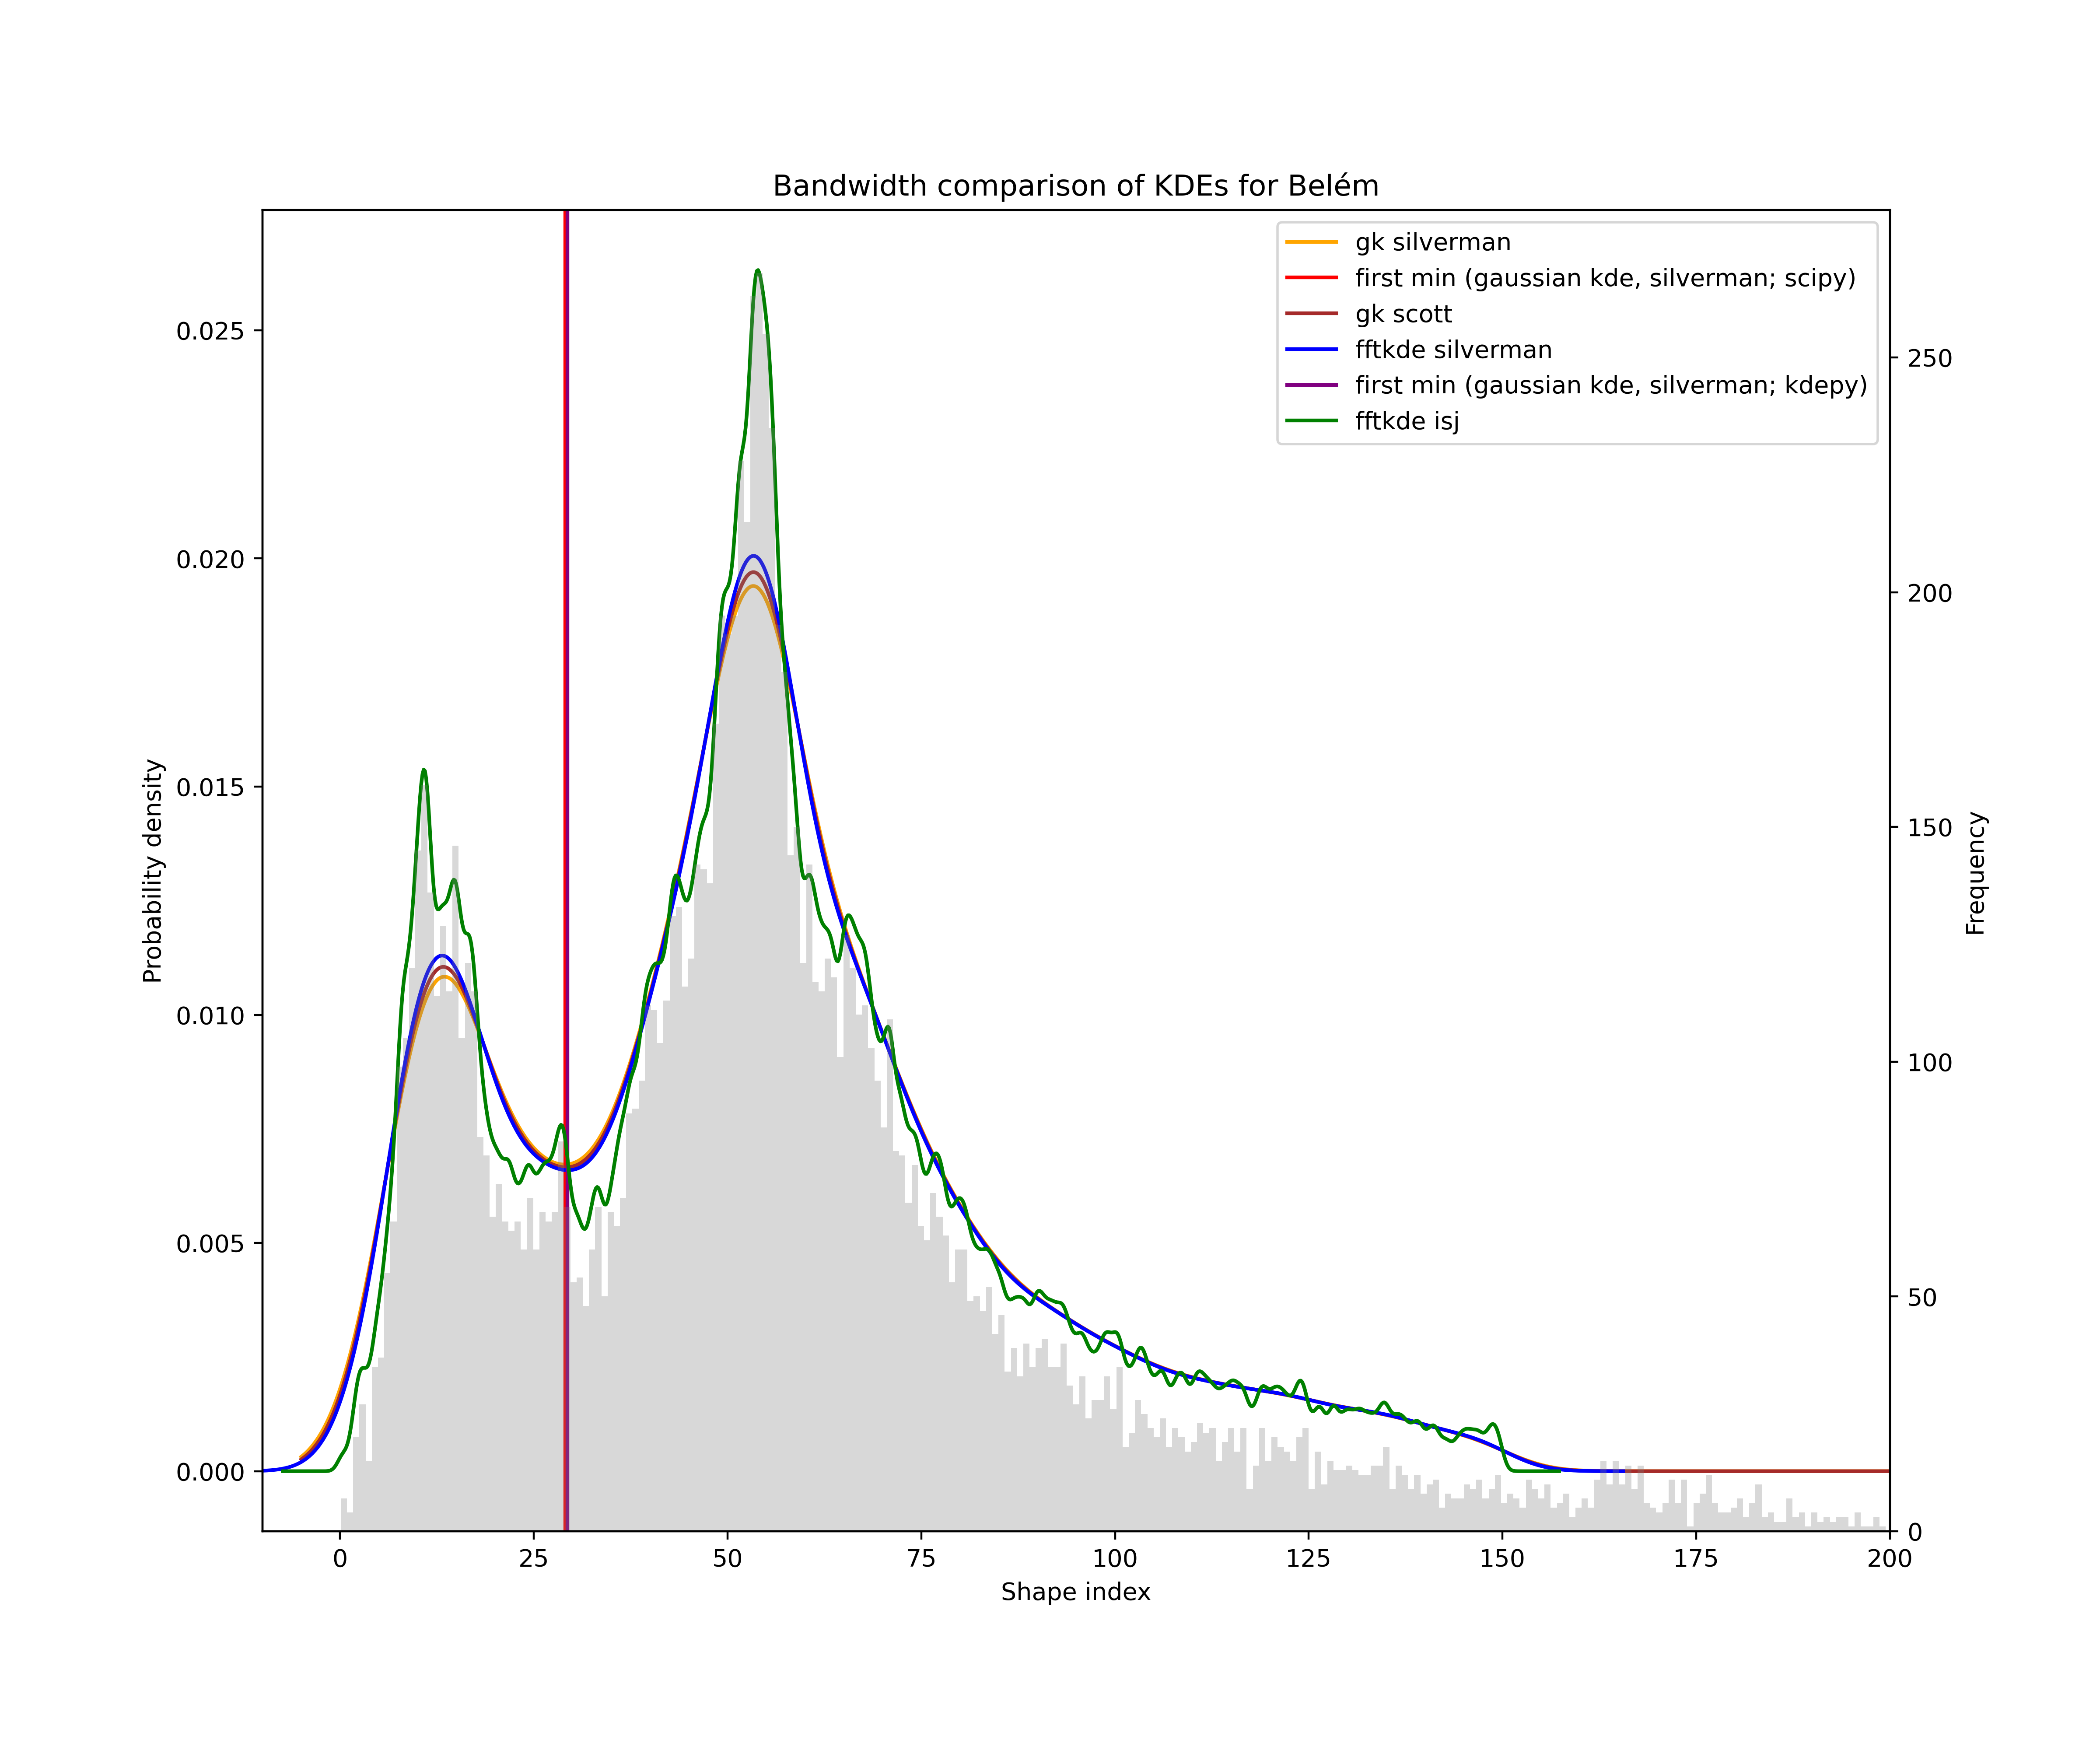 Bandwidth comparison of KDEs for Belém
gk silverman
first min (gaussian kde, silverman; scipy)
gk scott
fftkde silverman
first min (gaussian kde, silverman; kdepy)
fftkde isj
Probability density
0.025
0.020
0.015
0.010
0.005
0.000
Frequency
250
200
150
100
50
0
0 25 50 75 100 125 150 175 200
Shape index